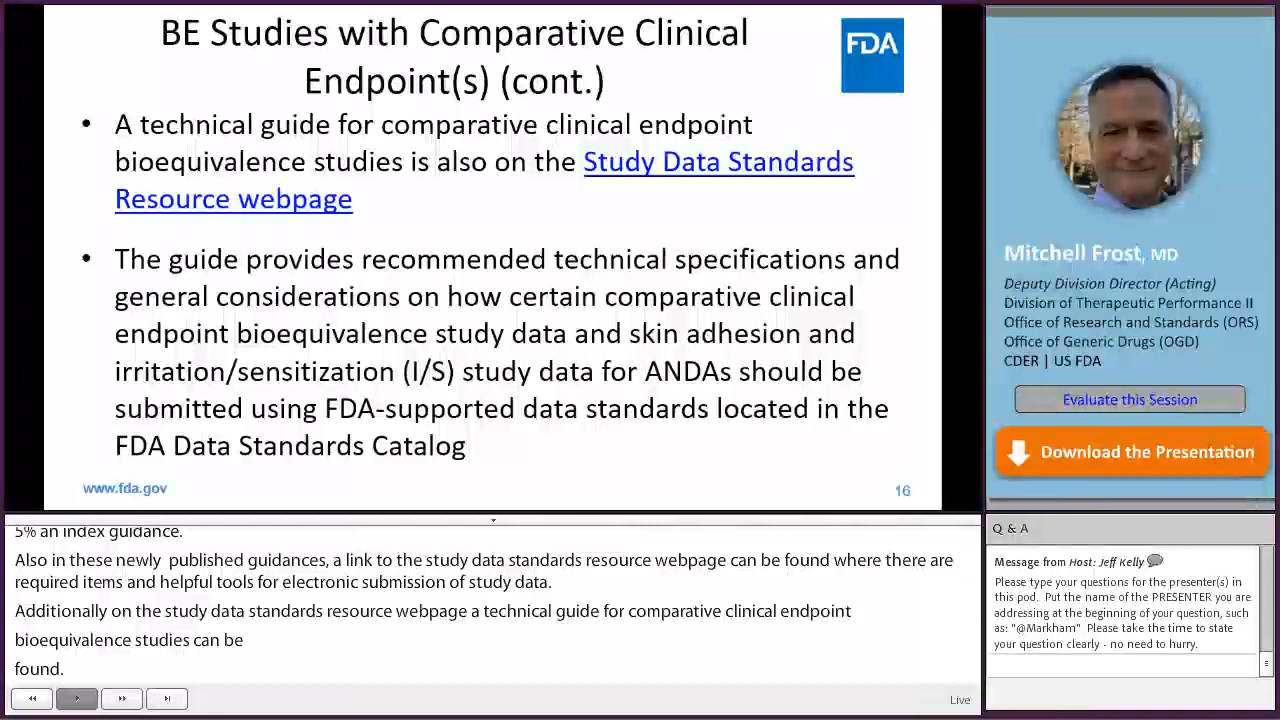 BE Studies with Comparative Clinical
Endpoint(s) (cont.)
FDA
• A technical guide for comparative clinical endpoint
bioequivalence studies is also on the Study Data Standards
Resource webpage
• The guide provides recommended technical specifications and
general considerations on how certain comparative clinical
endpoint bioequivalence study data and skin adhesion and
irritation/sensitization (I/S) study data for ANDAs should be
submitted using FDA-supported data standards located in the
FDA Data Standards Catalog
www.fda.gov
16
Mitchell Frost, MD
Deputy Division Director (Acting)
Division of Therapeutic Performance II
Office of Research and Standards (ORS)
Office of Generic Drugs (OGD)
CDER | US FDA
Evaluate this Session
Download the Presentation
5% an index guidance.
Also in these newly published guidances, a link to the study data standards resource webpage can be found where there are
required items and helpful tools for electronic submission of study data.
Additionally on the study data standards resource webpage a technical guide for comparative clinical endpoint
bioequivalence studies can be
found.
Live
Q & A
Message from Host: Jeff Kelly
Please type your questions for the presenter(s) in
this pod. Put the name of the PRESENTER you are
addressing at the beginning of your question, such
as: "@Markham" Please take the time to state
your question clearly - no need to hurry.